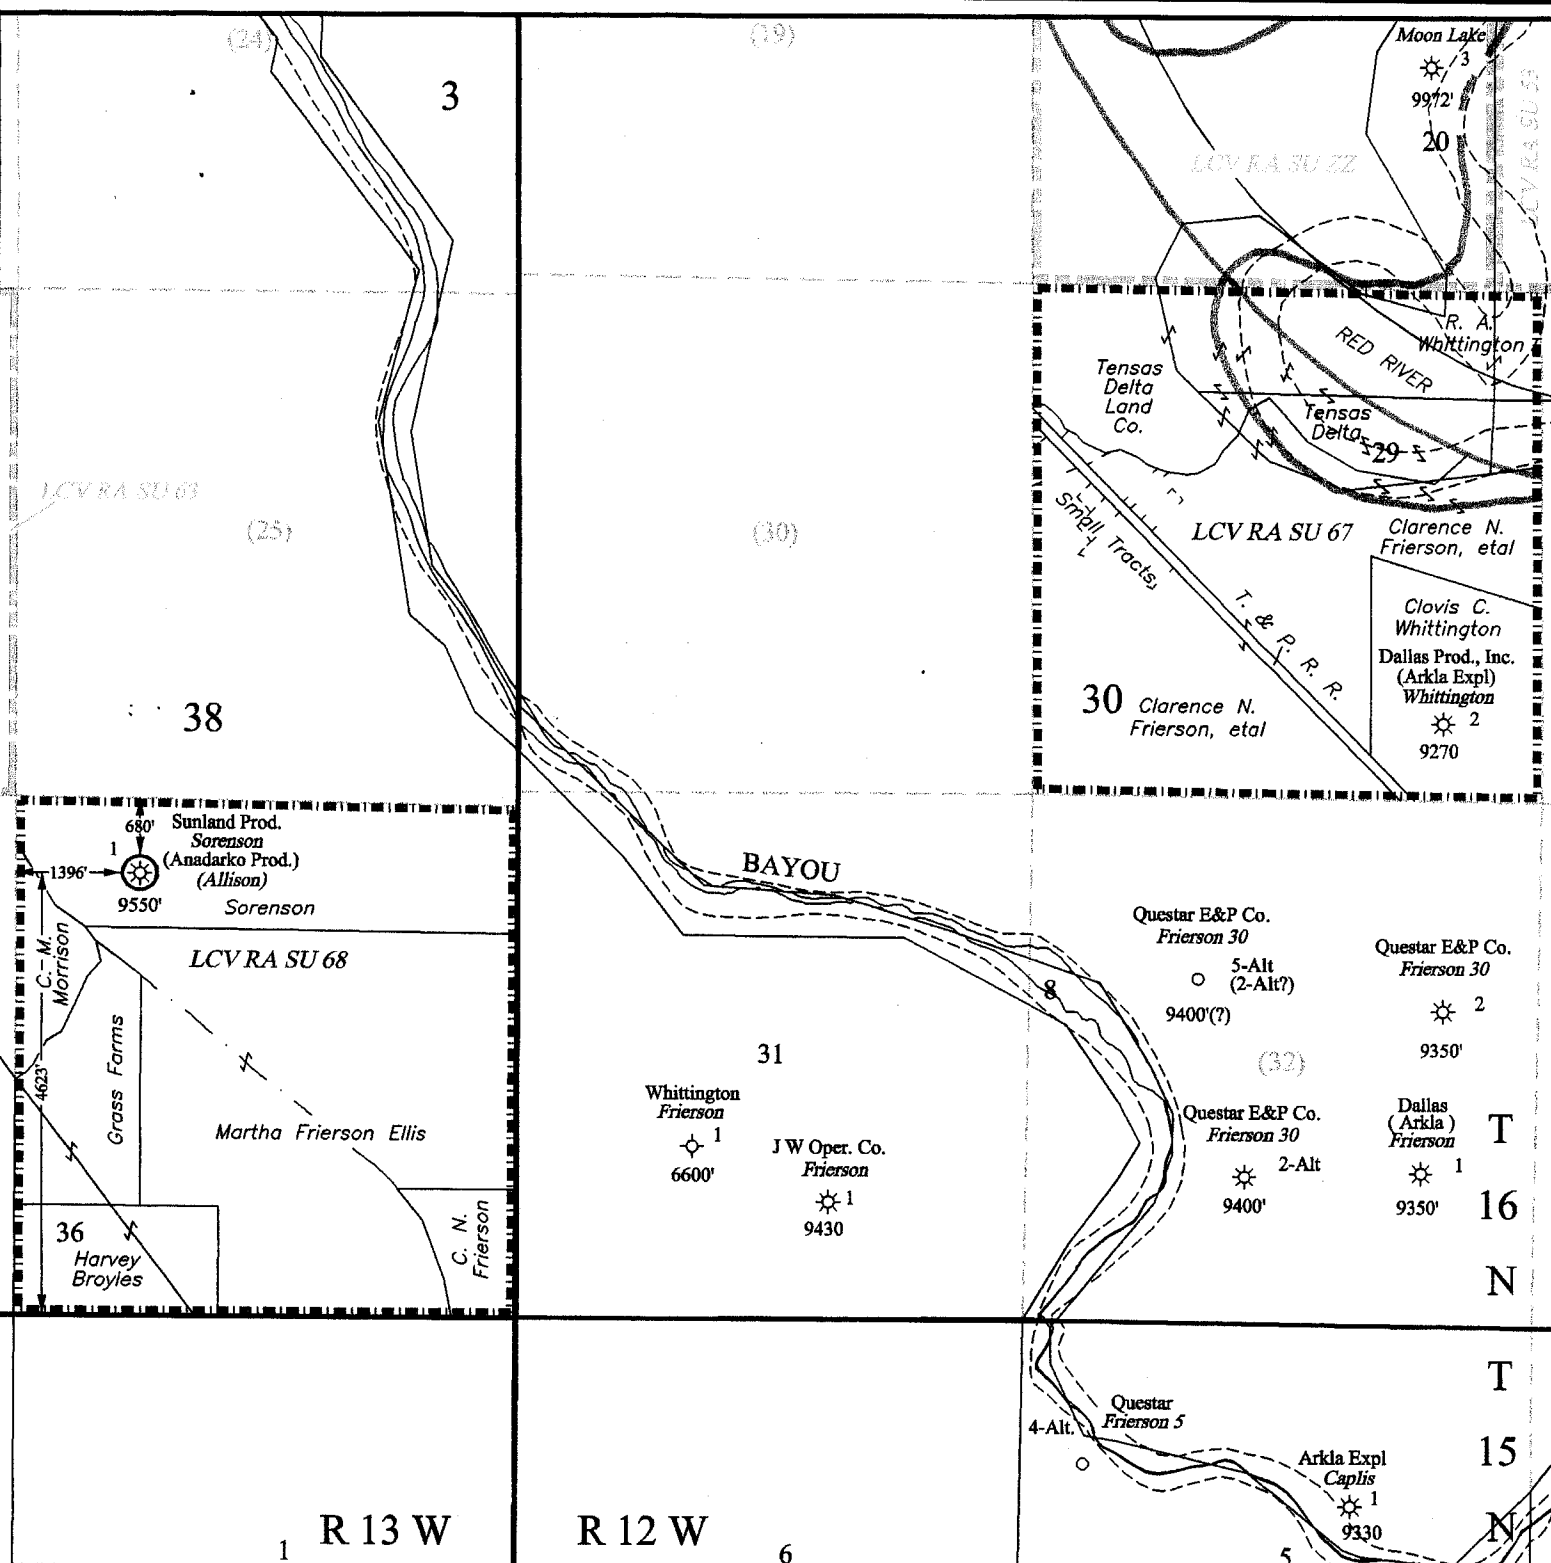 (24)
3
(19)
Moon Lake
3
9972'
20
LCV RA SU ZZ
LCV RA SU 53
R. A.
Whittington
RED RIVER
Tensas
Delta
Land
Co.
Tensas
Delta
29
LCV RA SU 63
(25)
(30)
Small Tracts
LCV RA SU 67
Clarence N.
Frierson, etal
T. & P. R. R.
Clovis C.
Whittington
Dallas Prod., Inc.
(Arkla Expl)
Whittington
2
9270
30
Clarence N.
Frierson, etal
38
680'
Sunland Prod.
Sorenson
(Anadarko Prod.)
(Allison)
1
1396'
9550'
Sorenson
BAYOU
C. M.
Morrison
LCV RA SU 68
4623'
Grass Farms
Martha Frierson Ellis
36
Harvey
Broyles
C. N.
Frierson
8
Questar E&P Co.
Frierson 30
5-Alt
(2-Alt?)
9400'(?)
Questar E&P Co.
Frierson 30
2
9350'
31
(32)
Whittington
Frierson
1
6600'
J W Oper. Co.
Frierson
1
9430
Questar E&P Co.
Frierson 30
2-Alt
9400'
Dallas
( Arkla )
Frierson
1
9350'
T
16
N
T
15
N
Questar
Frierson 5
4-Alt.
Arkla Expl
Caplis
1
9330
R 13 W
R 12 W
1
6
5